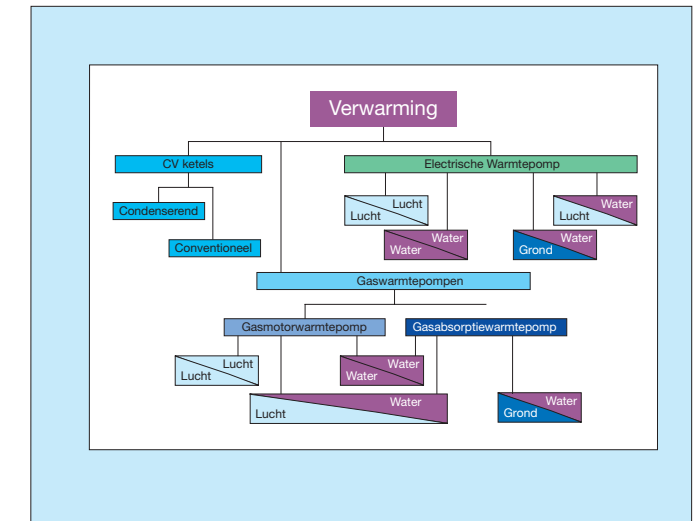 Verwarming
CV ketels
Electrische Warmtepomp
Lucht
Lucht
Water
Lucht
Condenserend
Water
Water
Water
Grond
Conventioneel
Gaswarmtepompen
Gasmotorwarmtepomp
Gasabsorptiewarmtepomp
Lucht
Lucht
Water
Water
Water
Lucht
Water
Grond